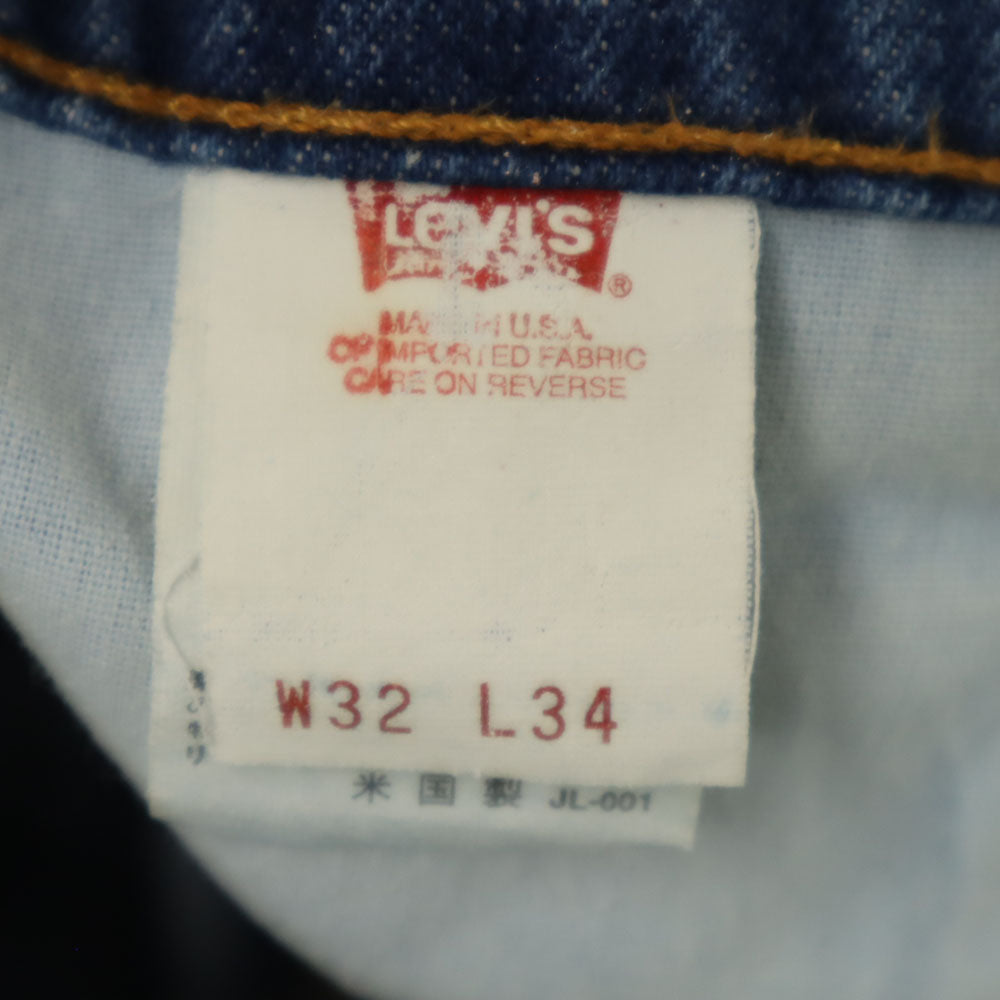 Levi's
®
MADE IN U.S.A.
OF IMPORTED FABRIC
CARE ON REVERSE
W32 L34
米国製 JL-001